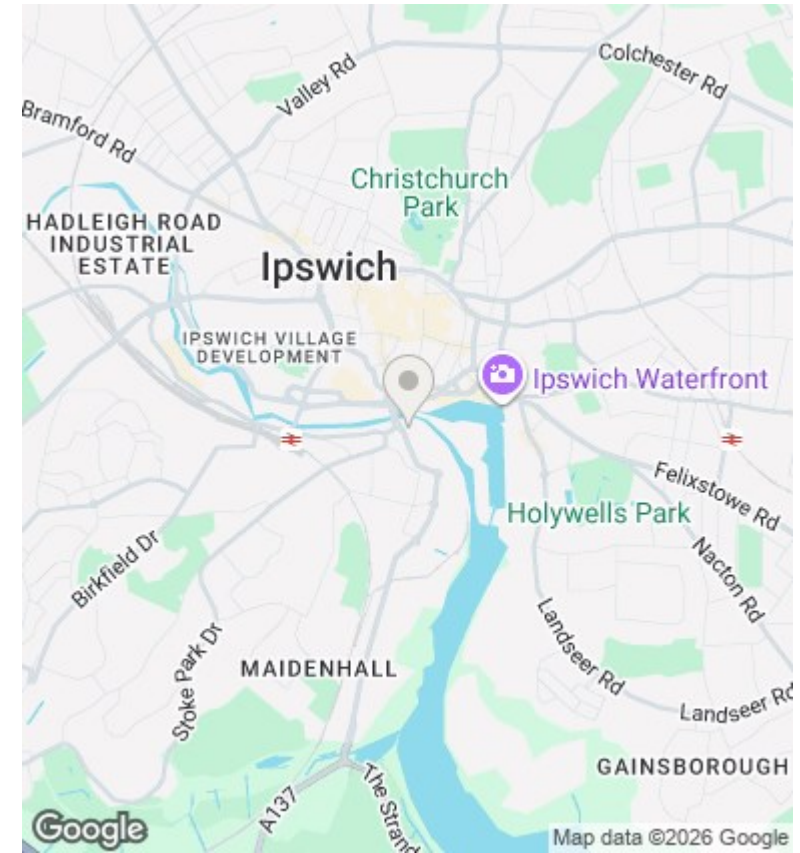 Colchester Rd
Valley Rd
Bramford Rd
Christchurch
Park
HADLEIGH ROAD
INDUSTRIAL
ESTATE
Ipswich
IPSWICH VILLAGE
DEVELOPMENT
Ipswich Waterfront
Felixstowe Rd
Holywells Park
Nacton Rd
Birkfield Dr
Landseer Rd
Stoke Park Dr
MAIDENHALL
Landseer Rd
GAINSBOROUGH
A137
The Strand
Google
Map data ©2026 Google